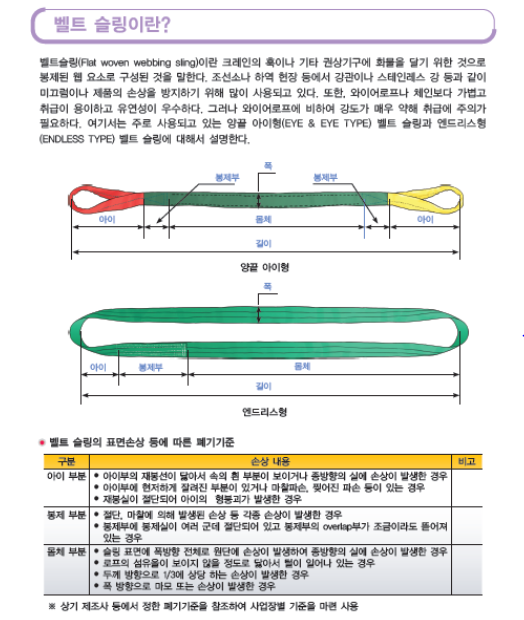 벨트 슬링이란?
벨트슬링(Flat woven webbing sling)이란 크레인의 훅이나 기타 권상기구에 화물을 달기 위한 것으로
봉제된 웹 요소로 구성된 것을 말한다. 조선소나 하역 현장 등에서 강관이나 스테인레스 강 등과 같이
미끄럼이나 제품의 손상을 방지하기 위해 많이 사용되고 있다. 또한, 와이어로프나 체인보다 가볍고
취급이 용이하고 유연성이 우수하다. 그러나 와이어로프에 비하여 강도가 매우 약해 취급에 주의가
필요하다. 여기서는 주로 사용되고 있는 양끝 아이형(EYE & EYE TYPE) 벨트 슬링과 엔드리스형
(ENDLESS TYPE) 벨트 슬링에 대해서 설명한다.
폭
봉제부 봉제부
아이 몸체 아이
길이
양끝 아이형
폭
아이 봉제부 몸체
길이
엔드리스형
벨트 슬링의 표면손상 등에 따른 폐기기준
구분 손상 내용 비고
아이 부분 • 아이부의 재봉선이 닳아서 속의 흰 부분이 보이거나 종방향의 실에 손상이 발생한 경우
• 아이부에 현저하게 잘려진 부분이 있거나 마찰파손, 찢어진 파손 등이 있는 경우
• 재봉실이 절단되어 아이의 형붕괴가 발생한 경우
봉제 부분 • 절단, 마찰에 의해 발생된 손상 등 각종 손상이 발생한 경우
• 봉제부에 봉제실이 여러 군데 절단되어 있고 봉제부의 overlap부가 조금이라도 뜯어져
있는 경우
몸체 부분 • 슬링 표면에 폭방향 전체로 원단에 손상이 발생하여 종방향의 실에 손상이 발생한 경우
• 로프의 섬유올이 보이지 않을 정도로 닳아서 털이 일어나 있는 경우
• 두께 방향으로 1/3에 상당 하는 손상이 발생한 경우
• 폭 방향으로 마모 또는 손상이 발생한 경우
※ 상기 제조사 등에서 정한 폐기기준을 참조하여 사업장별 기준을 마련 사용